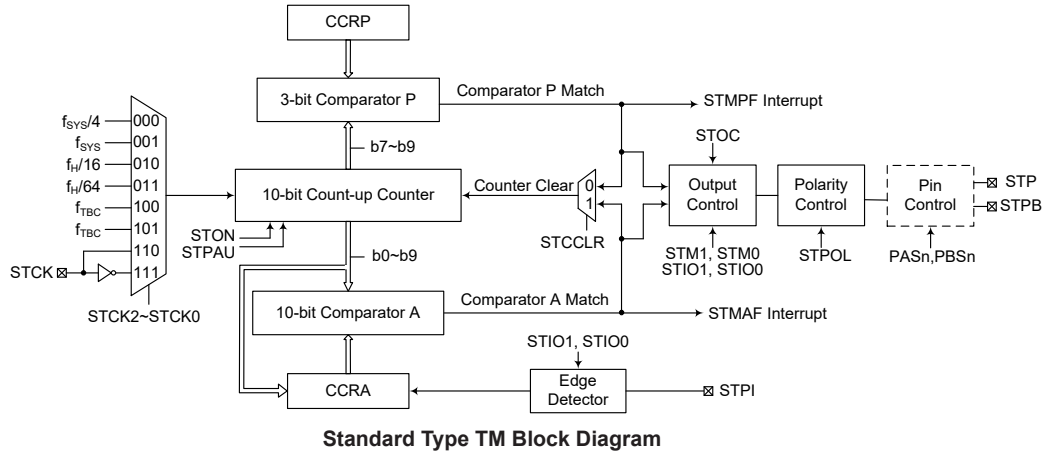 CCRP
3-bit Comparator P
Comparator P Match
STMPF Interrupt
b7~b9
fSYS/4
000
fSYS
001
fH/16
010
fH/64
011
fTBC
100
fTBC
101
110
111
STCK
STCK2~STCK0
10-bit Count-up Counter
STON
STPAU
Counter Clear
0
1
STCCLR
STOC
Output
Control
STM1, STM0
STIO1, STIO0
Polarity
Control
STPOL
Pin
Control
PASn,PBSn
STP
STPB
b0~b9
10-bit Comparator A
Comparator A Match
STMAF Interrupt
CCRA
STIO1, STIO0
Edge
Detector
STPI
Standard Type TM Block Diagram